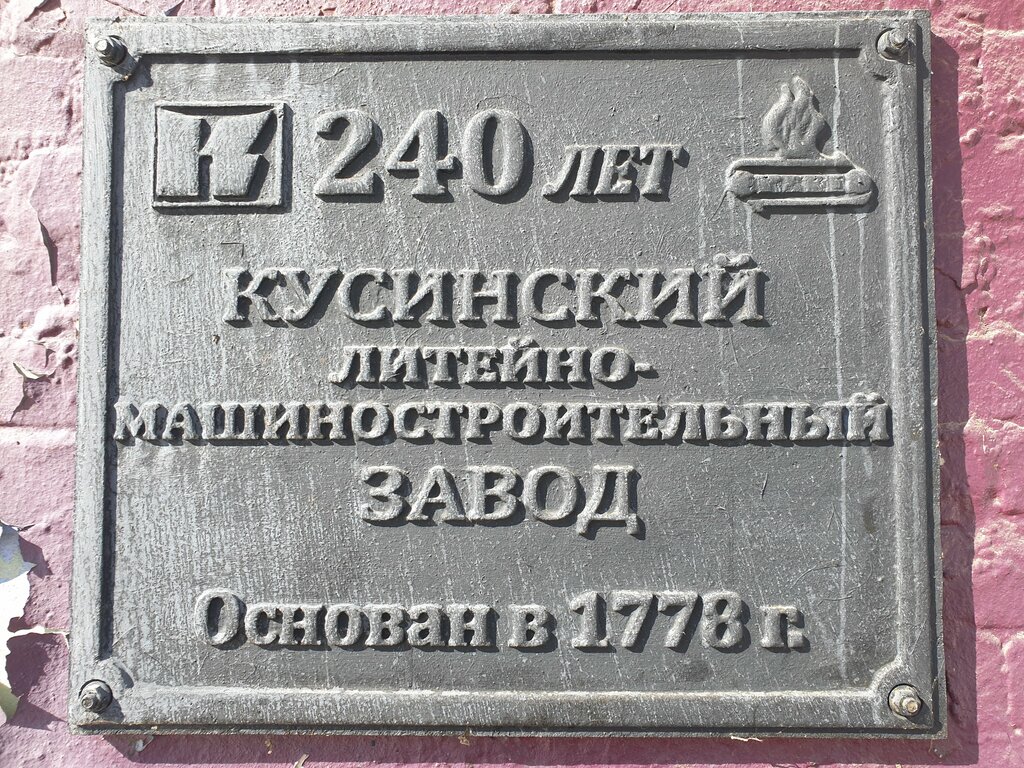 240 ЛЕТ
КУСИНСКИЙ
ЛИТЕЙНО-
МАШИНОСТРОИТЕЛЬНЫЙ
ЗАВОД
Основан в 1778 г.